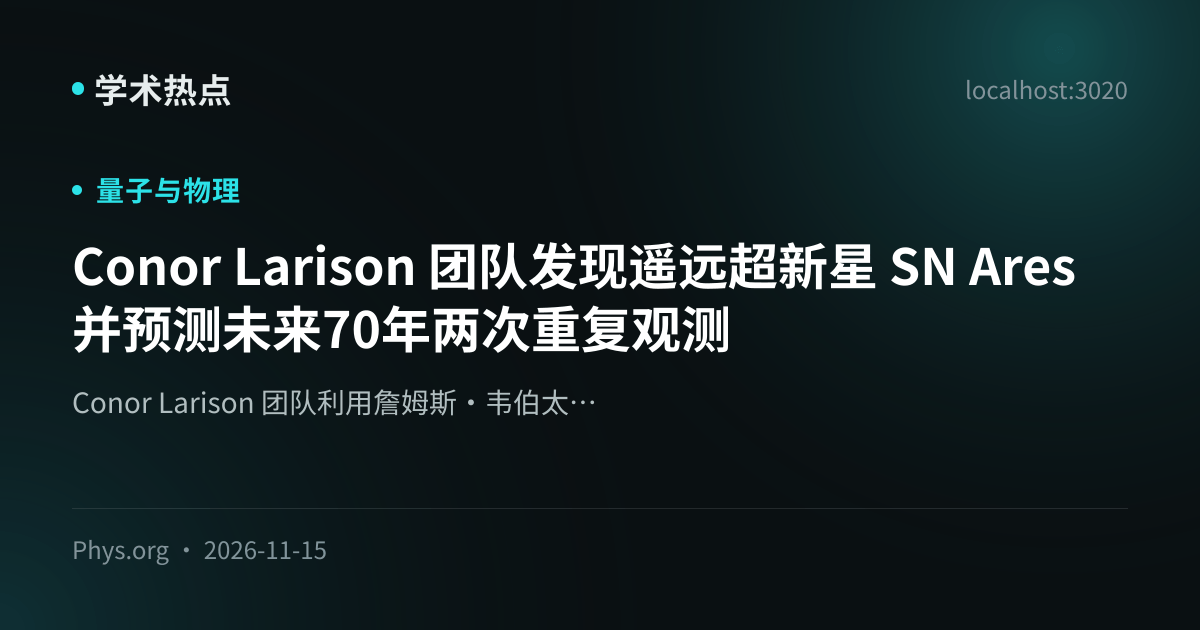 学术热点
localhost:3020
量子与物理
Conor Larison 团队发现遥远超新星 SN Ares
并预测未来70年两次重复观测
Conor Larison 团队利用詹姆斯·韦伯太…
Phys.org · 2026-11-15